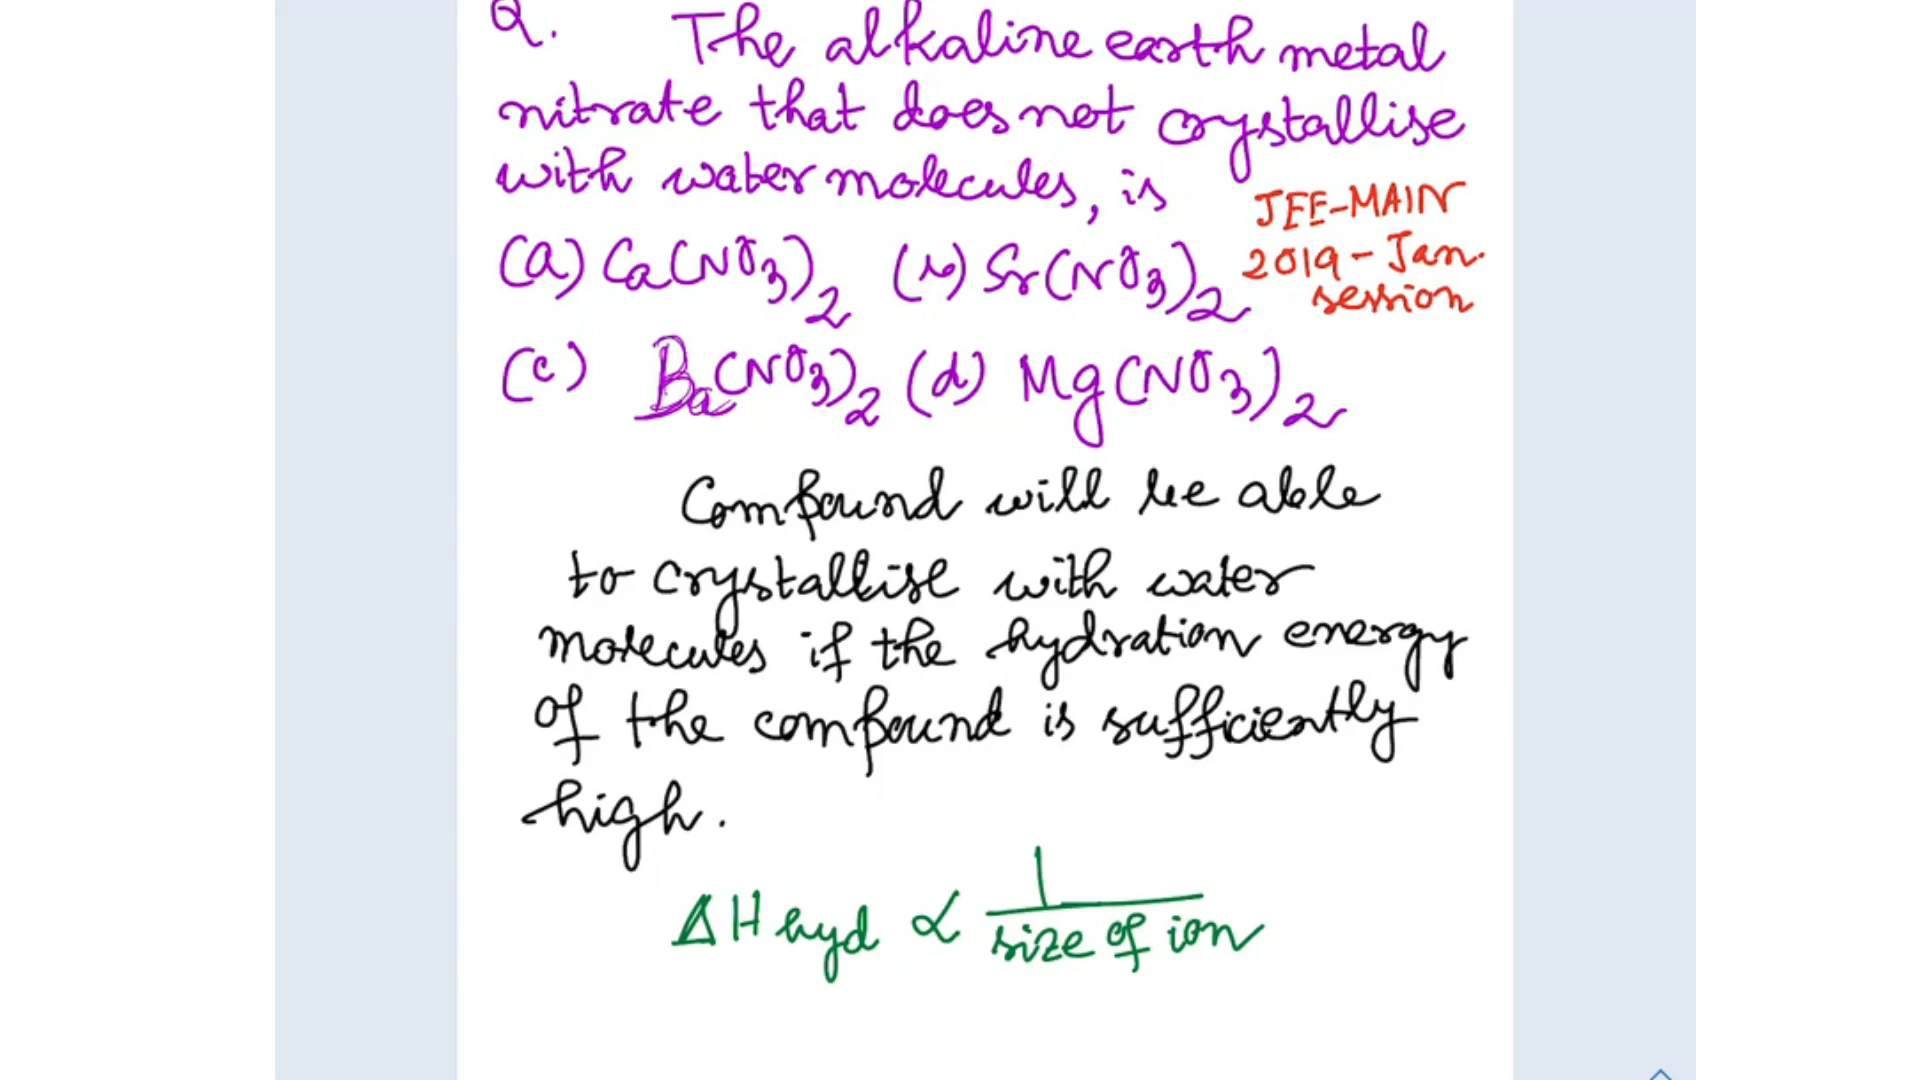 Q. The alkaline earth metal
nitrate that does not crystallise
with water molecules, is
JEE-MAIN
2019 - Jan.
session
(a) Ca(NO3)2 (b) Sr(NO3)2
(c) Ba(NO3)2 (d) Mg(NO3)2
Compound will be able
to crystallise with water
molecules if the hydration energy
of the compound is sufficiently
high.
ΔH hyd ∝ 1/size of ion